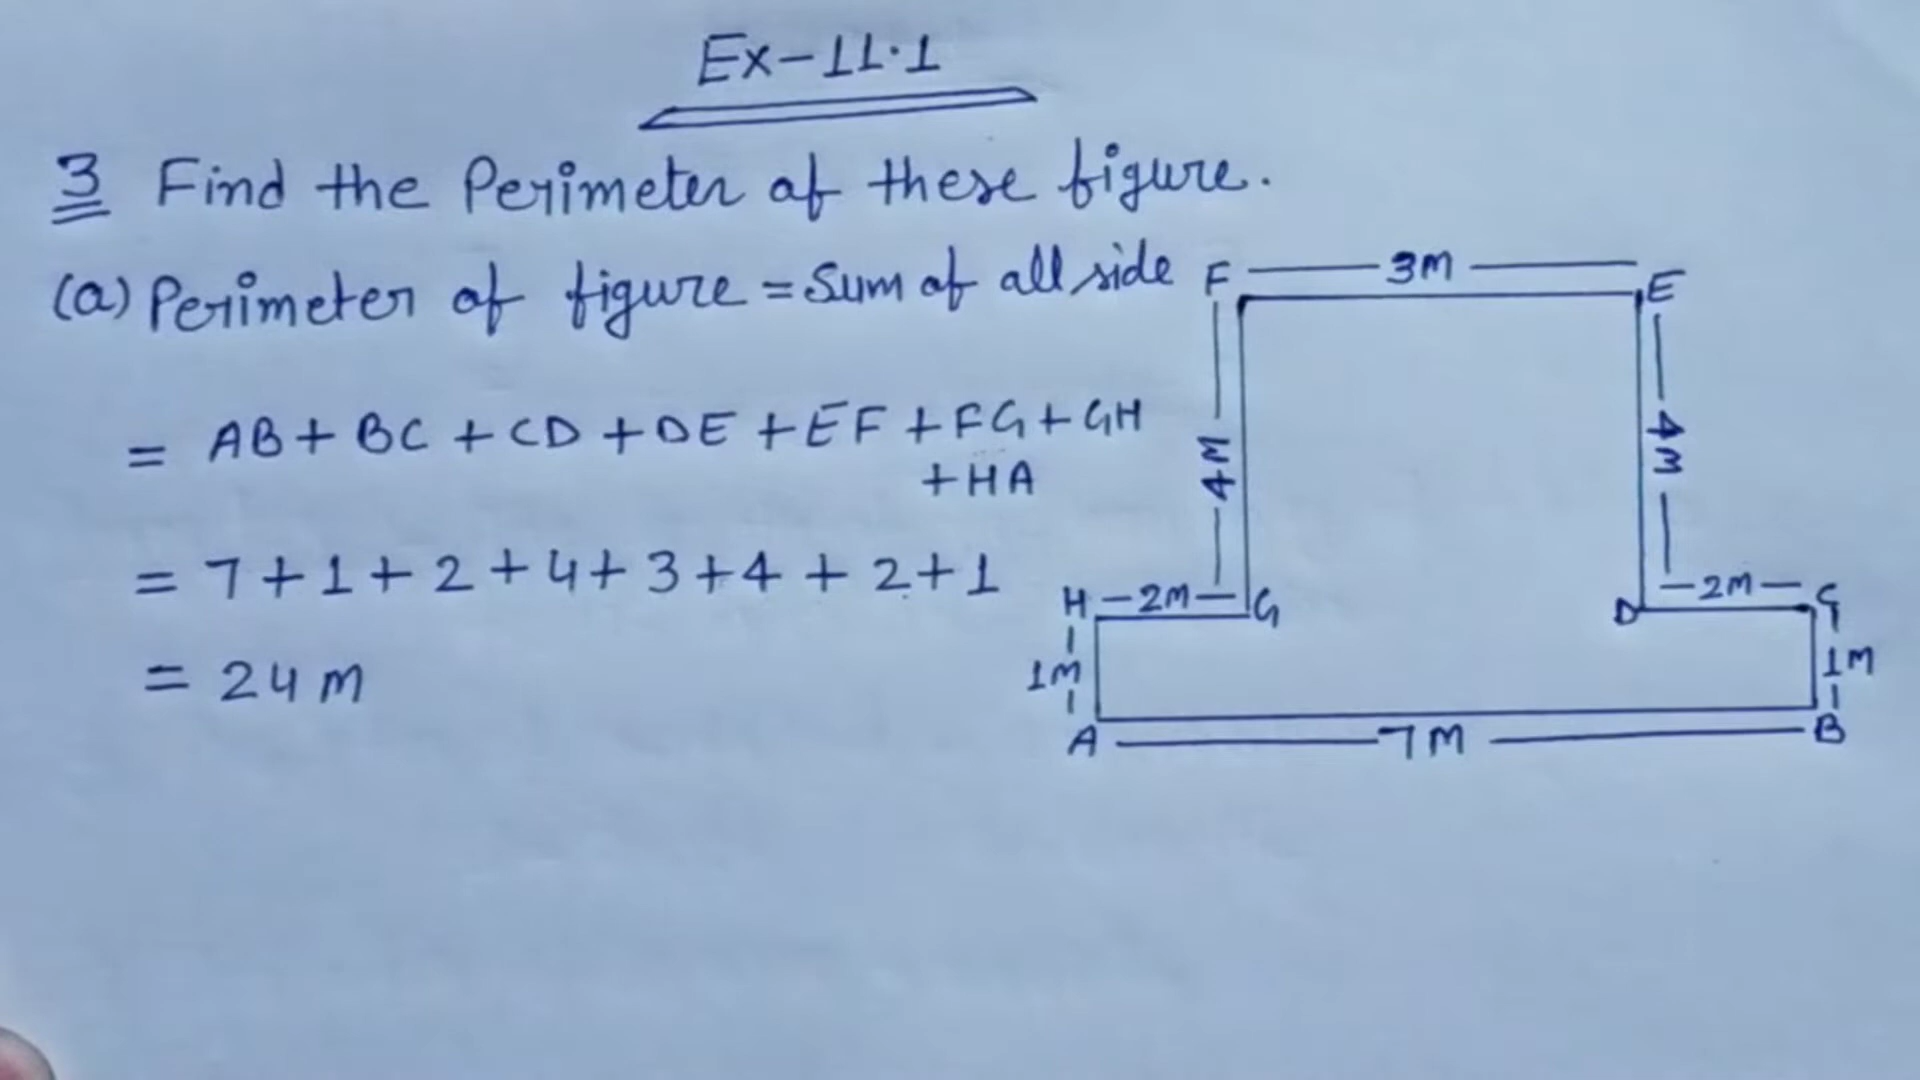 Ex-11.1
3 Find the Perimeter of these figure.
(a) Perimeter of figure = Sum of all side
= AB + BC + CD + DE + EF + FG + GH
+ HA
= 7 + 1 + 2 + 4 + 3 + 4 + 2 + 1
= 24 m
F 3M E
4M 4M
H 2M G D 2M C
1M 1M
A 7M B